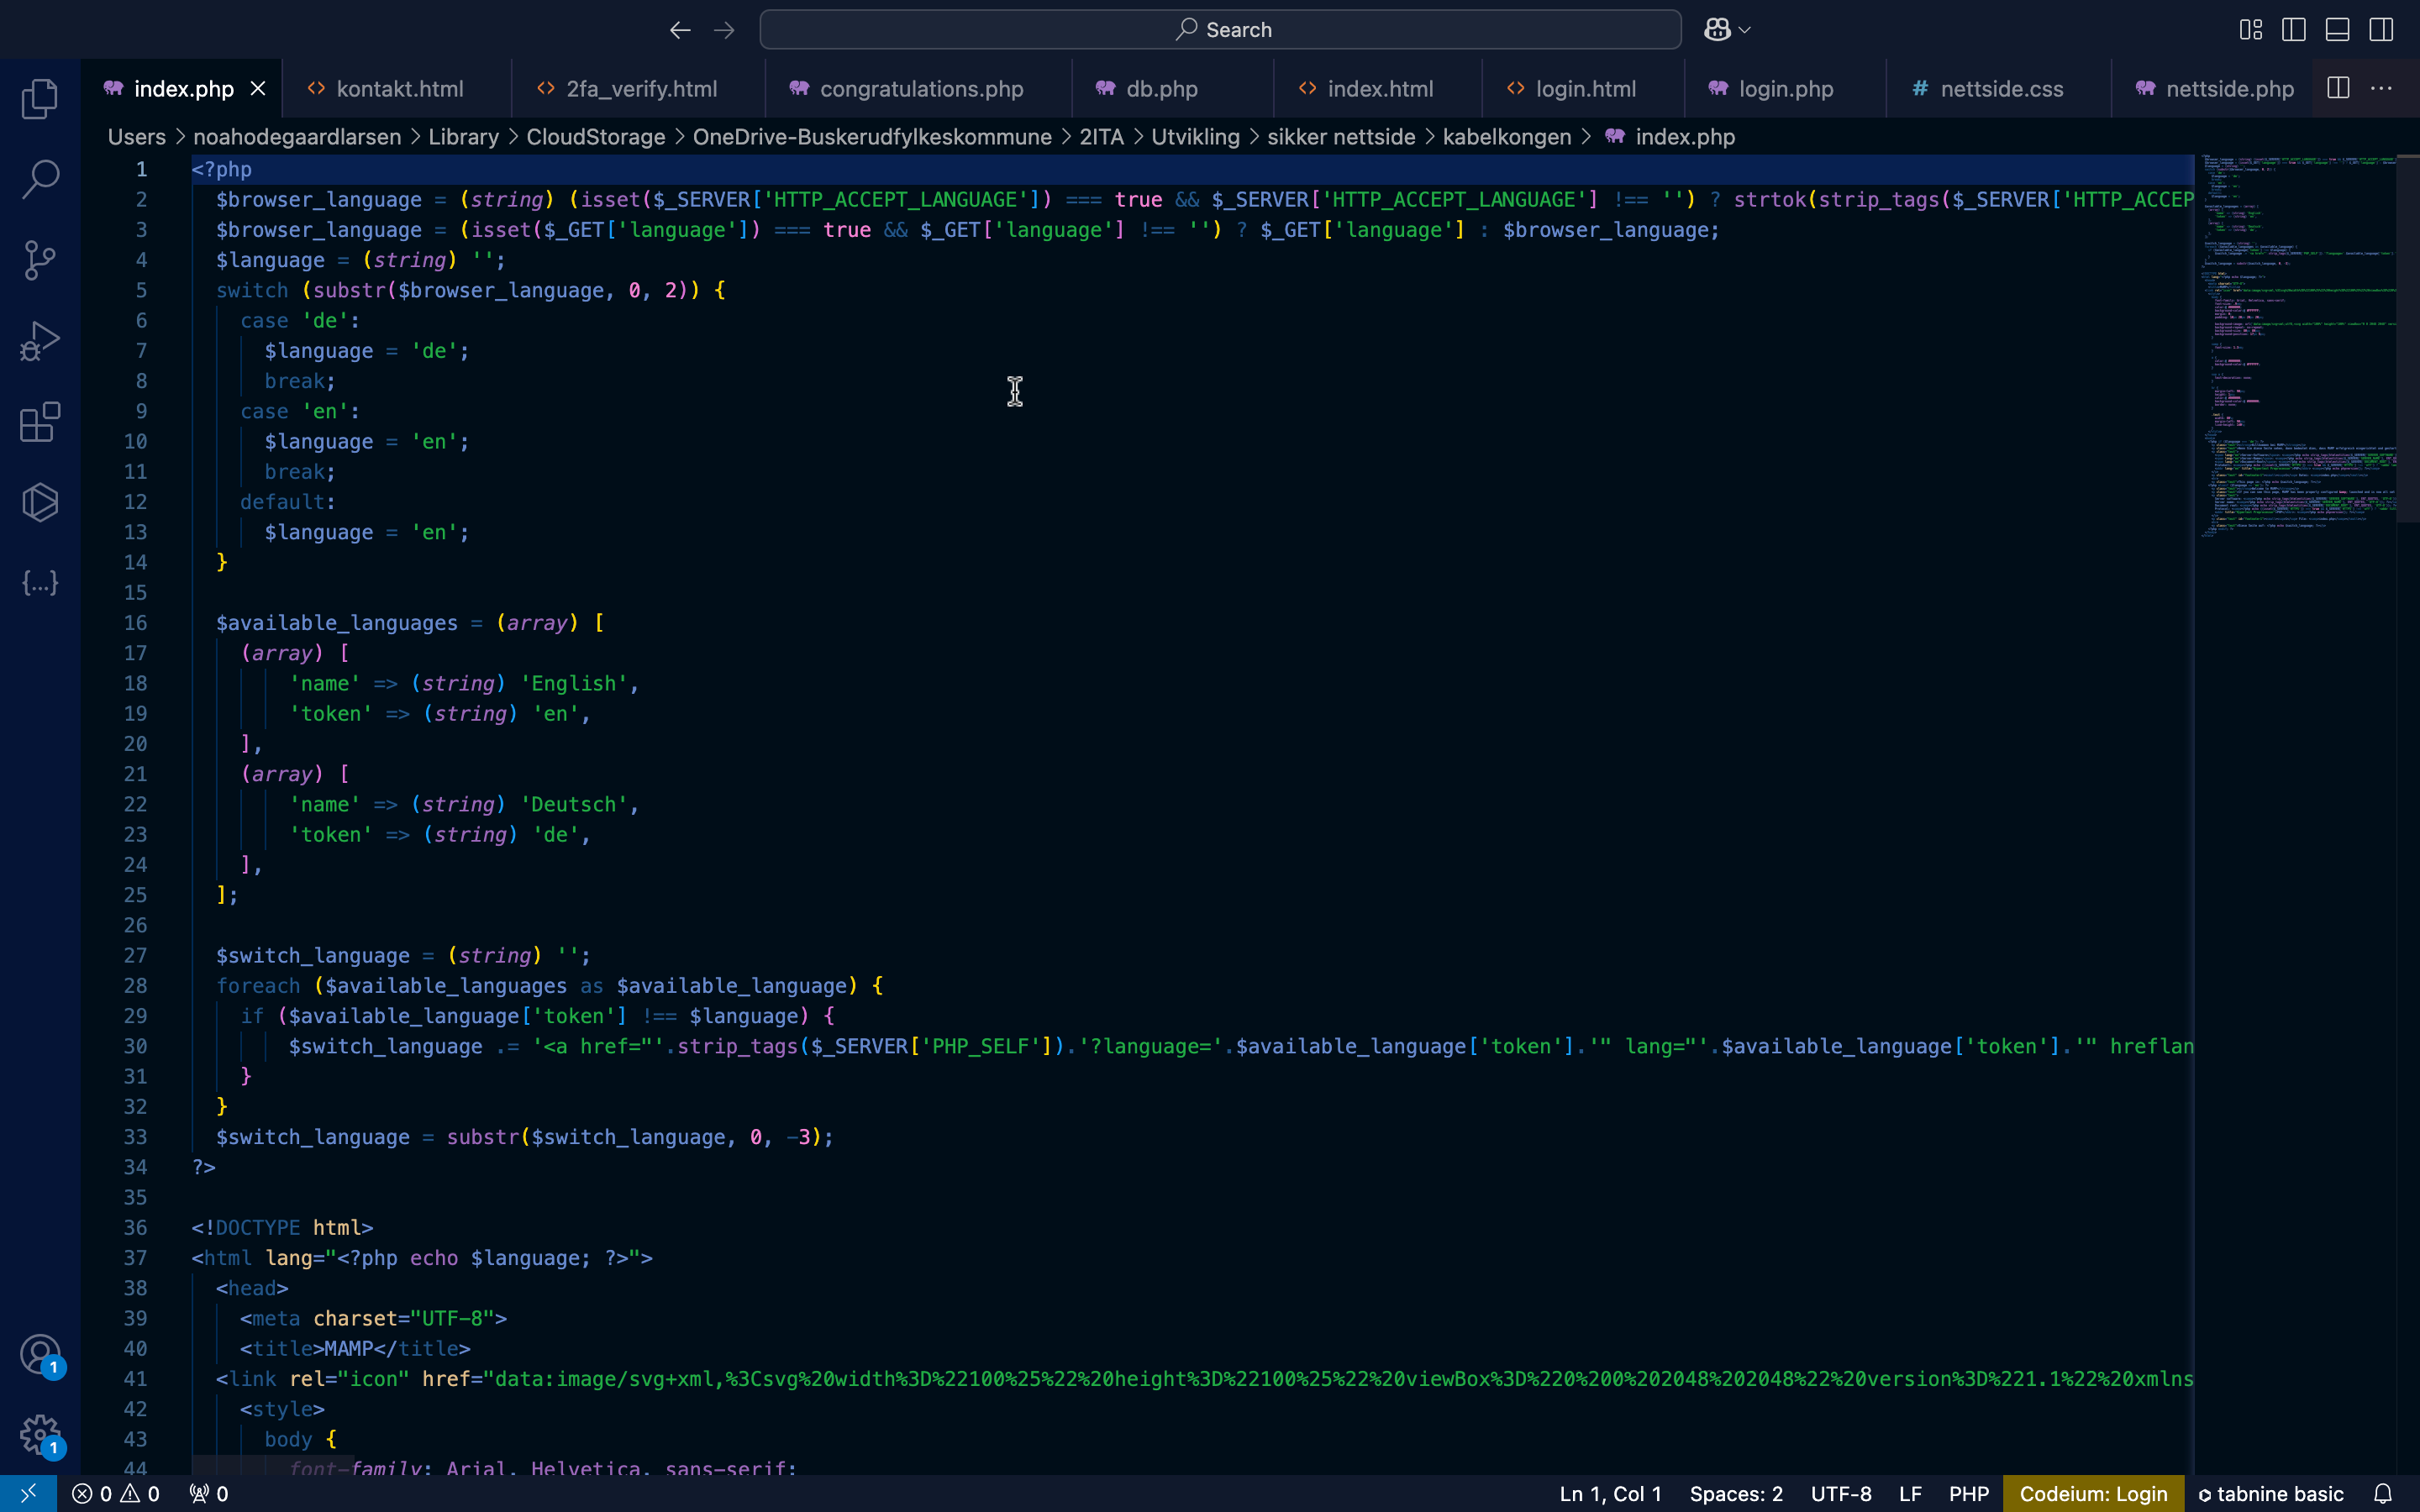 Search
index.php
kontakt.html
2fa_verify.html
congratulations.php
db.php
index.html
login.html
login.php
nettside.css
nettside.php
Users > noahodegaardlarsen > Library > CloudStorage > OneDrive-Buskerudfylkeskommune > 2ITA > Utvikling > sikker nettside > kabelkongen > index.php
1 <?php
2 $browser_language = (string) (isset($_SERVER['HTTP_ACCEPT_LANGUAGE']) === true && $_SERVER['HTTP_ACCEPT_LANGUAGE'] !== '') ? strtok(strip_tags($_SERVER['HTTP_ACCEP
3 $browser_language = (isset($_GET['language']) === true && $_GET['language'] !== '') ? $_GET['language'] : $browser_language;
4 $language = (string) '';
5 switch (substr($browser_language, 0, 2)) {
6 case 'de':
7 $language = 'de';
8 break;
9 case 'en':
10 $language = 'en';
11 break;
12 default:
13 $language = 'en';
14 }
15
16 $available_languages = (array) [
17 (array) [
18 'name' => (string) 'English',
19 'token' => (string) 'en',
20 ],
21 (array) [
22 'name' => (string) 'Deutsch',
23 'token' => (string) 'de',
24 ],
25 ];
26
27 $switch_language = (string) '';
28 foreach ($available_languages as $available_language) {
29 if ($available_language['token'] !== $language) {
30 $switch_language .= '<a href="'.strip_tags($_SERVER['PHP_SELF']).'?language='.$available_language['token'].'" lang="'.$available_language['token'].'" hreflan
31 }
32 }
33 $switch_language = substr($switch_language, 0, -3);
34 ?>
35
36 <!DOCTYPE html>
37 <html lang="<?php echo $language; ?>">
38 <head>
39 <meta charset="UTF-8">
40 <title>MAMP</title>
41 <link rel="icon" href="data:image/svg+xml,%3Csvg%20width%3D%22100%25%22%20height%3D%22100%25%22%20viewBox%3D%220%200%202048%202048%22%20version%3D%221.1%22%20xmlns
42 <style>
43 body {
44 font-family: Arial, Helvetica, sans-serif;
1
1
0 0 0
Ln 1, Col 1 Spaces: 2 UTF-8 LF PHP Codeium: Login tabnine basic